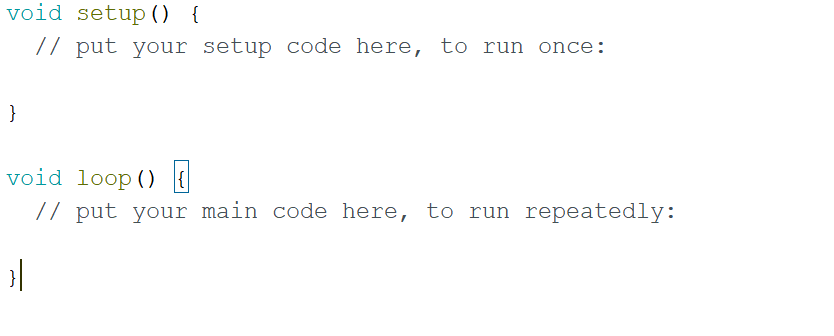 void setup() {
  // put your setup code here, to run once:
}
void loop() {
  // put your main code here, to run repeatedly:
}